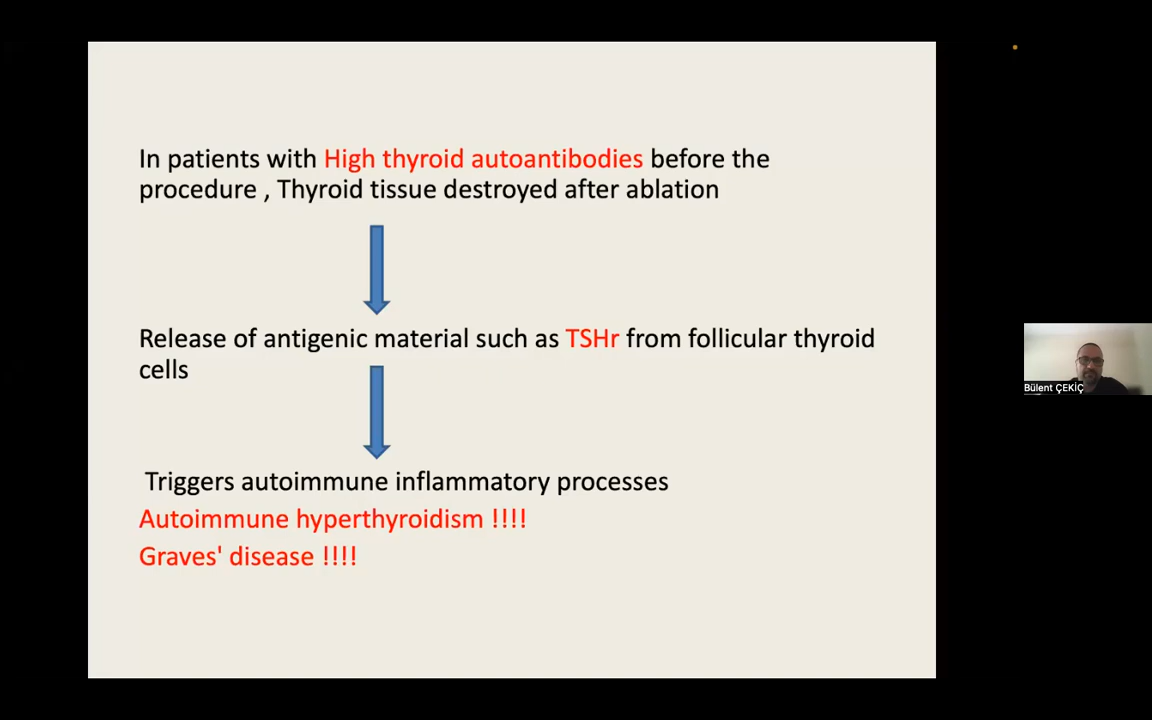 In patients with High thyroid autoantibodies before the
procedure , Thyroid tissue destroyed after ablation
Release of antigenic material such as TSHr from follicular thyroid
cells
Triggers autoimmune inflammatory processes
Autoimmune hyperthyroidism !!!!
Graves' disease !!!!
Bülent ÇEKİÇ